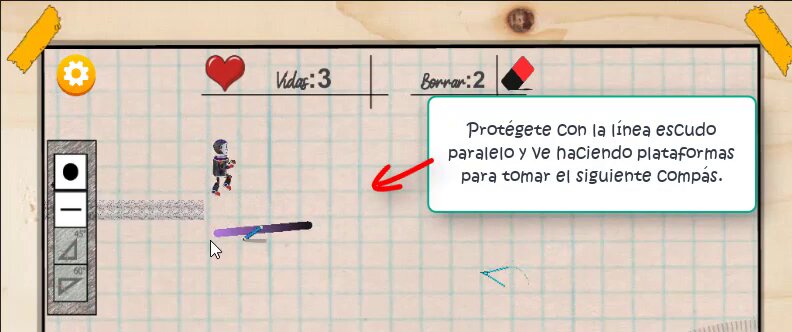 Vidas:3 Borrar:2
Protégete con la línea escudo
paralelo y ve haciendo plataformas
para tomar el siguiente compás.
45°
60°